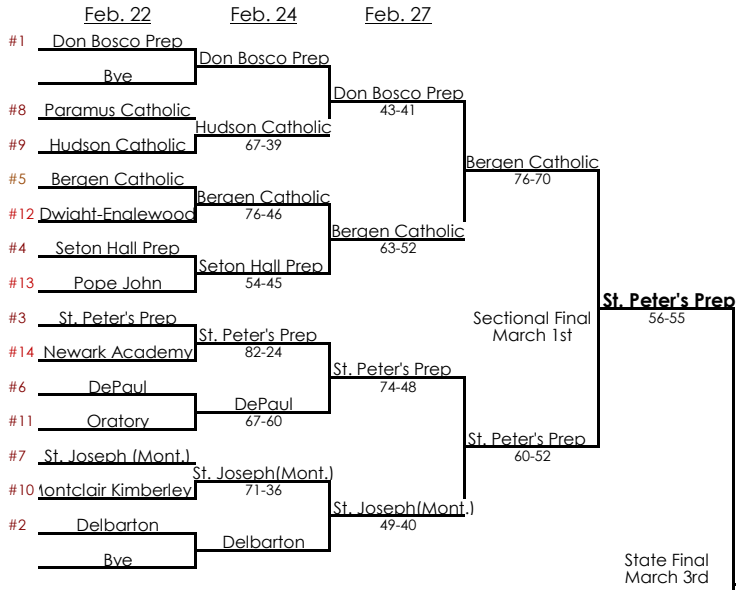 Feb. 22 Feb. 24 Feb. 27
#1 Don Bosco Prep
Bye
Don Bosco Prep
#8 Paramus Catholic
#9 Hudson Catholic
Hudson Catholic
67-39
Don Bosco Prep
43-41
#5 Bergen Catholic
#12 Dwight-Englewood
Bergen Catholic
76-46
#4 Seton Hall Prep
#13 Pope John
Seton Hall Prep
54-45
Bergen Catholic
63-52
Bergen Catholic
76-70
#3 St. Peter's Prep
#14 Newark Academy
St. Peter's Prep
82-24
#6 DePaul
#11 Oratory
DePaul
67-60
St. Peter's Prep
74-48
#7 St. Joseph (Mont.)
#10 Montclair Kimberley
St. Joseph(Mont.)
71-36
#2 Delbarton
Bye
Delbarton
St. Joseph(Mont.)
49-40
St. Peter's Prep
60-52
Sectional Final
March 1st
St. Peter's Prep
56-55
State Final
March 3rd